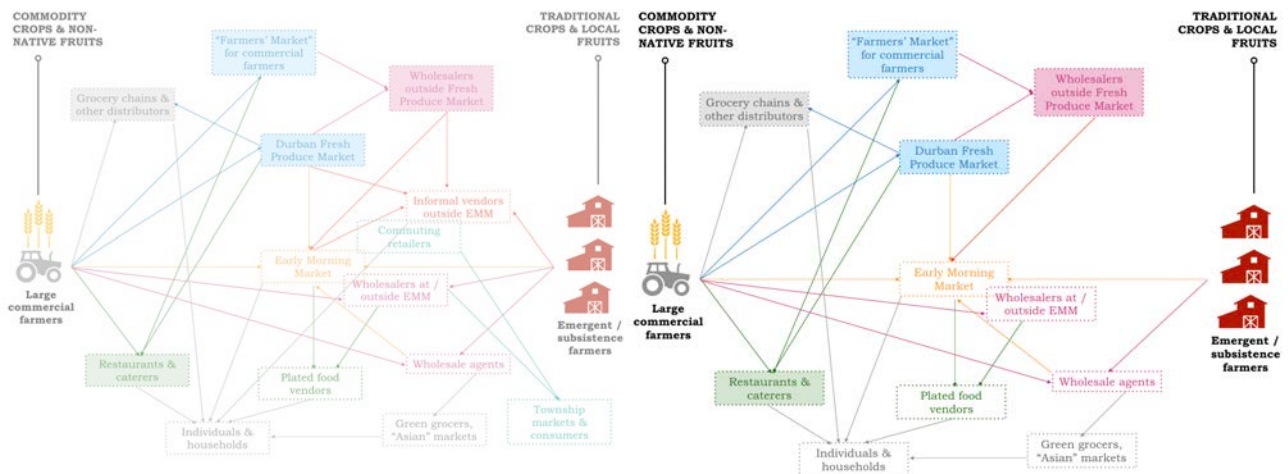 COMMODITY
CROPS & NON-
NATIVE FRUITS
"Farmers' Market"
for commercial
farmers
TRADITIONAL
CROPS & LOCAL
FRUITS
Wholesalers
outside Fresh
Produce Market
Grocery chains &
other distributors
Durban Fresh
Produce Market
Informal vendors
outside EMM
Commuting
retailers
Early Morning
Market
Wholesalers at /
outside EMM
Large
commercial
farmers
Emergent /
subsistence
farmers
Restaurants &
caterers
Plated food
vendors
Wholesale agents
Township
markets &
consumers
Individuals &
households
Green grocers,
"Asian" markets
COMMODITY
CROPS & NON-
NATIVE FRUITS
"Farmers' Market"
for commercial
farmers
TRADITIONAL
CROPS & LOCAL
FRUITS
Wholesalers
outside Fresh
Produce Market
Grocery chains &
other distributors
Durban Fresh
Produce Market
Early Morning
Market
Wholesalers at /
outside EMM
Large
commercial
farmers
Emergent /
subsistence
farmers
Restaurants &
caterers
Plated food
vendors
Wholesale agents
Individuals &
households
Green grocers,
"Asian" markets